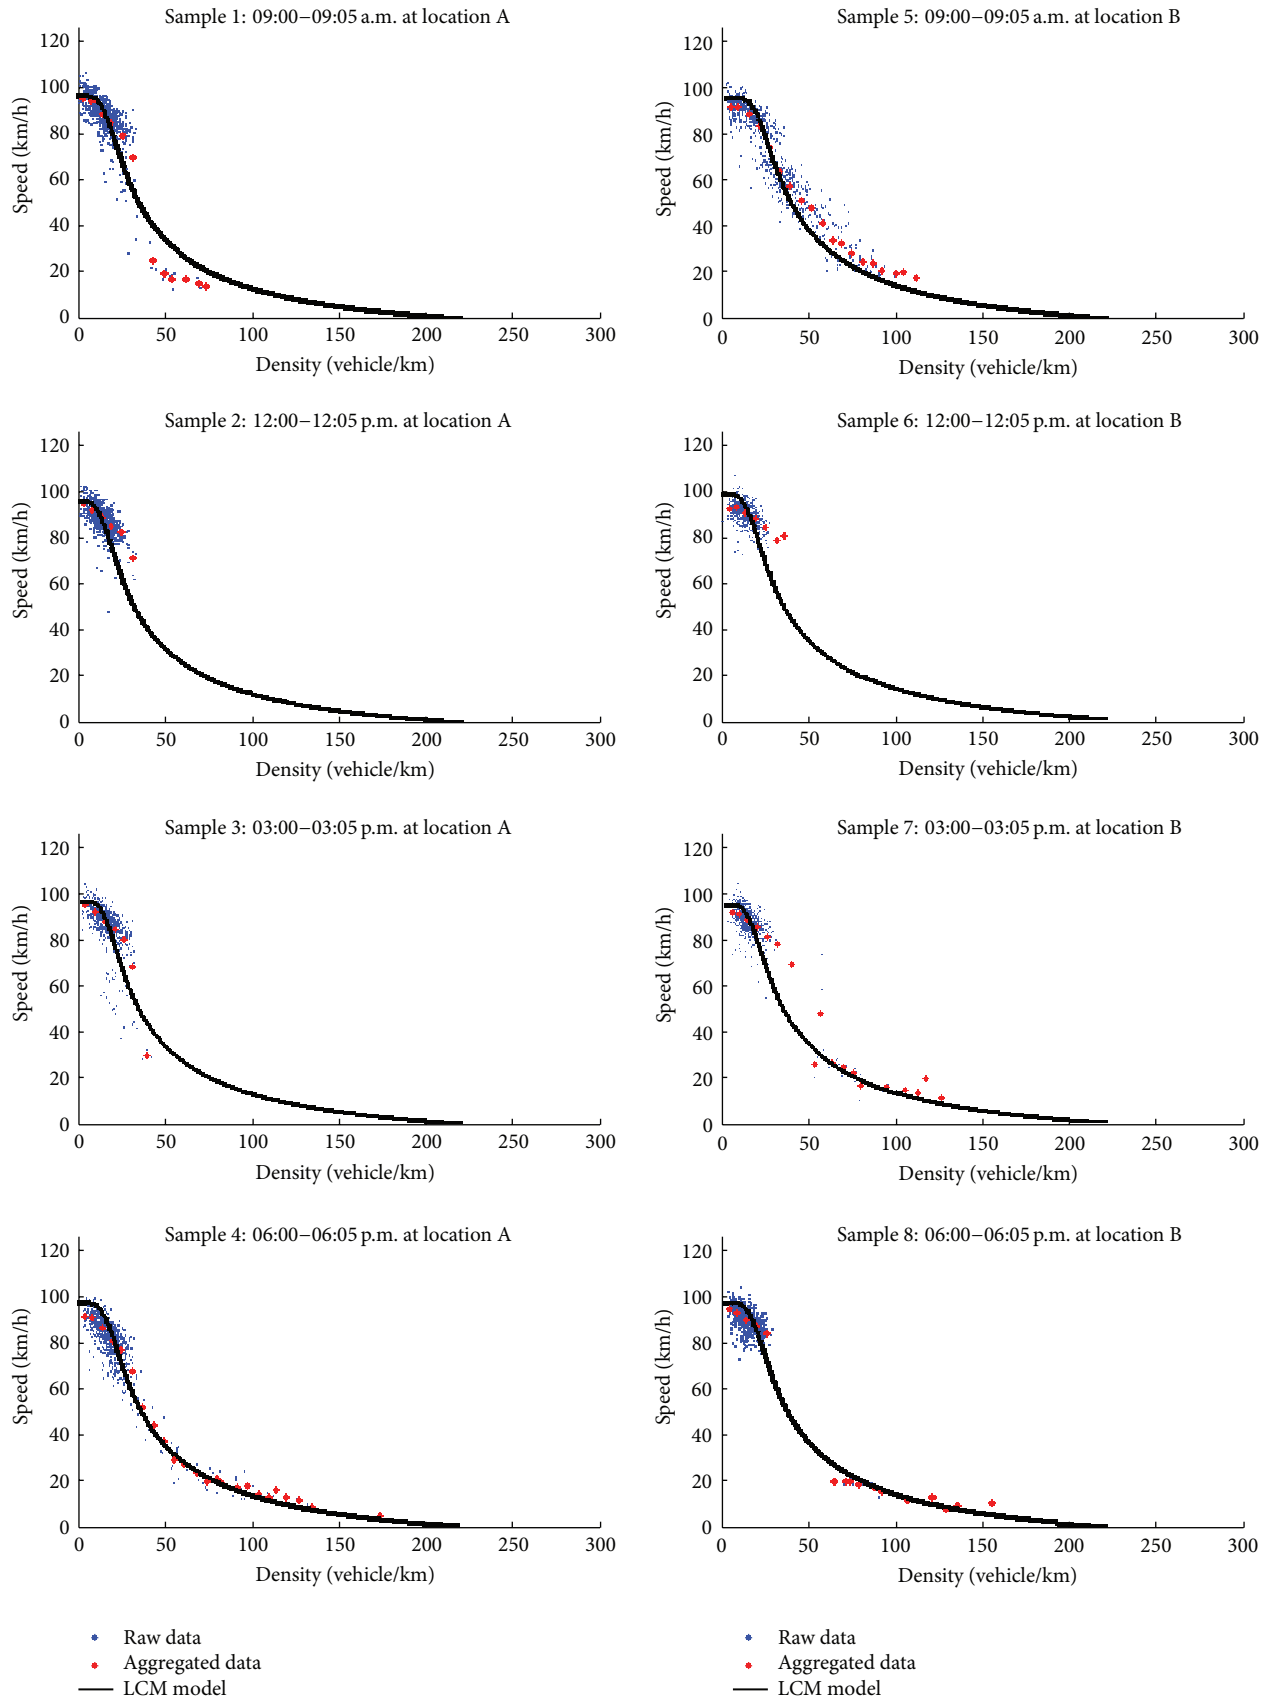 Sample 1: 09:00−09:05 a.m. at location A
120
100
80
60
40
20
0
Speed (km/h)
0 50 100 150 200 250 300
Density (vehicle/km)
Sample 5: 09:00−09:05 a.m. at location B
120
100
80
60
40
20
0
Speed (km/h)
0 50 100 150 200 250 300
Density (vehicle/km)
Sample 2: 12:00−12:05 p.m. at location A
120
100
80
60
40
20
0
Speed (km/h)
0 50 100 150 200 250 300
Density (vehicle/km)
Sample 6: 12:00−12:05 p.m. at location B
120
100
80
60
40
20
0
Speed (km/h)
0 50 100 150 200 250 300
Density (vehicle/km)
Sample 3: 03:00−03:05 p.m. at location A
120
100
80
60
40
20
0
Speed (km/h)
0 50 100 150 200 250 300
Density (vehicle/km)
Sample 7: 03:00−03:05 p.m. at location B
120
100
80
60
40
20
0
Speed (km/h)
0 50 100 150 200 250 300
Density (vehicle/km)
Sample 4: 06:00−06:05 p.m. at location A
120
100
80
60
40
20
0
Speed (km/h)
0 50 100 150 200 250 300
Density (vehicle/km)
Sample 8: 06:00−06:05 p.m. at location B
120
100
80
60
40
20
0
Speed (km/h)
0 50 100 150 200 250 300
Density (vehicle/km)
Raw data
Aggregated data
LCM model
Raw data
Aggregated data
LCM model